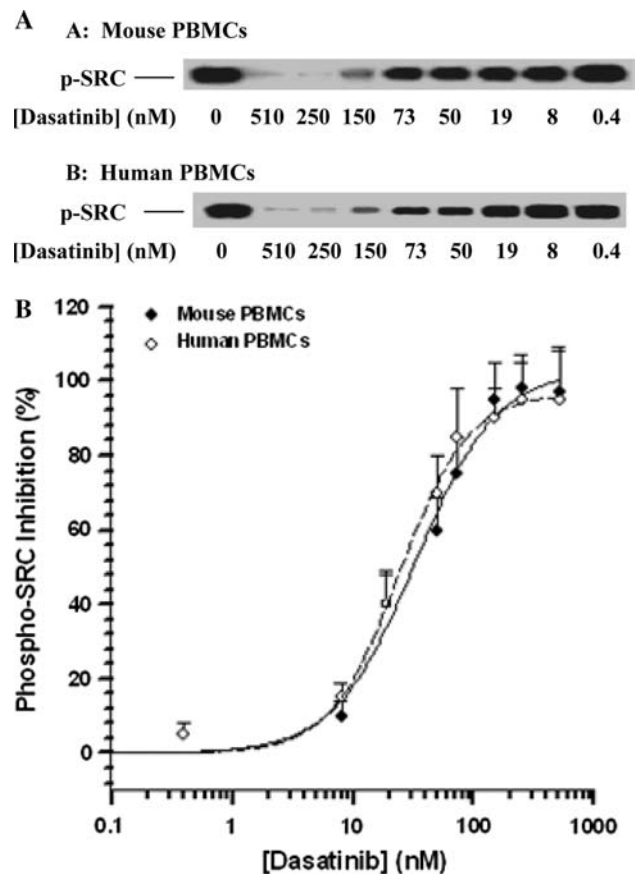 A
A: Mouse PBMCs
p-SRC
[Dasatinib] (nM) 0 510 250 150 73 50 19 8 0.4
B: Human PBMCs
p-SRC
[Dasatinib] (nM) 0 510 250 150 73 50 19 8 0.4
B
Mouse PBMCs
Human PBMCs
Phospho-SRC Inhibition (%)
120
100
80
60
40
20
0
0.1 1 10 100 1000
[Dasatinib] (nM)